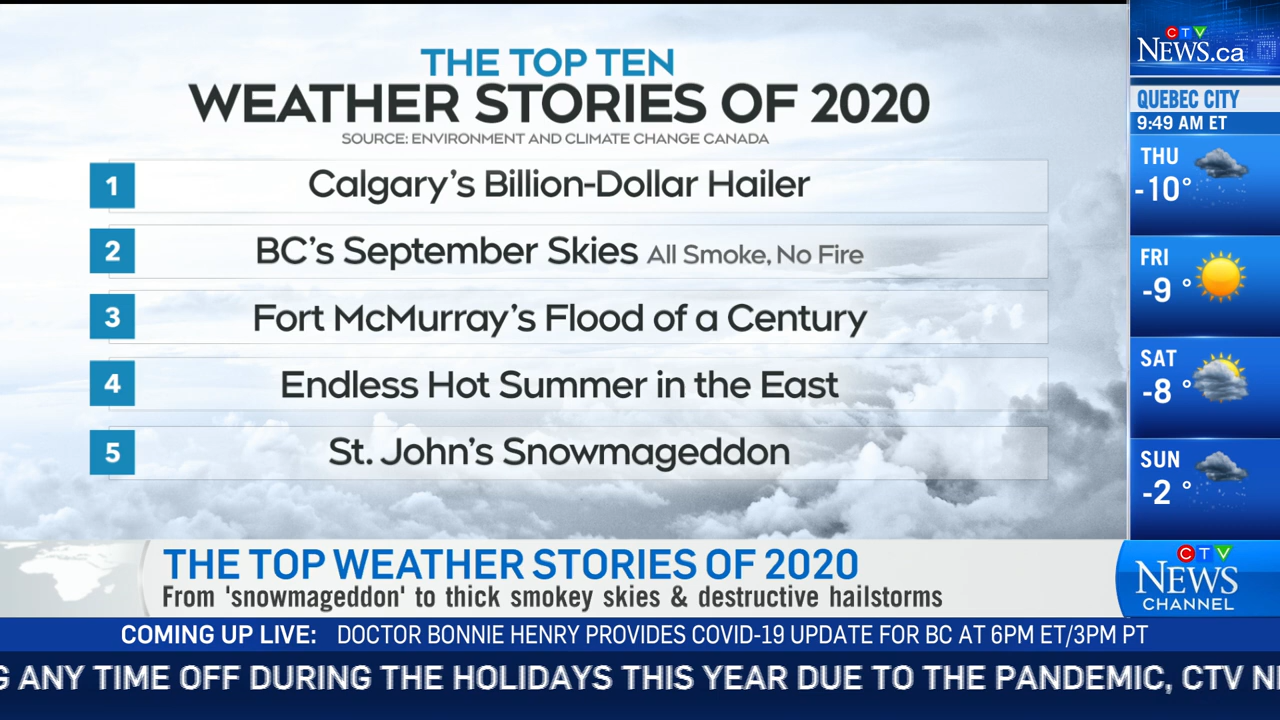 THE TOP TEN
WEATHER STORIES OF 2020
SOURCE: ENVIRONMENT AND CLIMATE CHANGE CANADA
1 Calgary's Billion-Dollar Hailer
2 BC's September Skies All Smoke, No Fire
3 Fort McMurray's Flood of a Century
4 Endless Hot Summer in the East
5 St. John's Snowmageddon
CTV
NEWS.ca
QUEBEC CITY
9:49 AM ET
THU
-10°
FRI
-9 °
SAT
-8 °
SUN
-2 °
THE TOP WEATHER STORIES OF 2020
From 'snowmageddon' to thick smokey skies & destructive hailstorms
CTV
NEWS
CHANNEL
COMING UP LIVE: DOCTOR BONNIE HENRY PROVIDES COVID-19 UPDATE FOR BC AT 6PM ET/3PM PT
G ANY TIME OFF DURING THE HOLIDAYS THIS YEAR DUE TO THE PANDEMIC, CTV